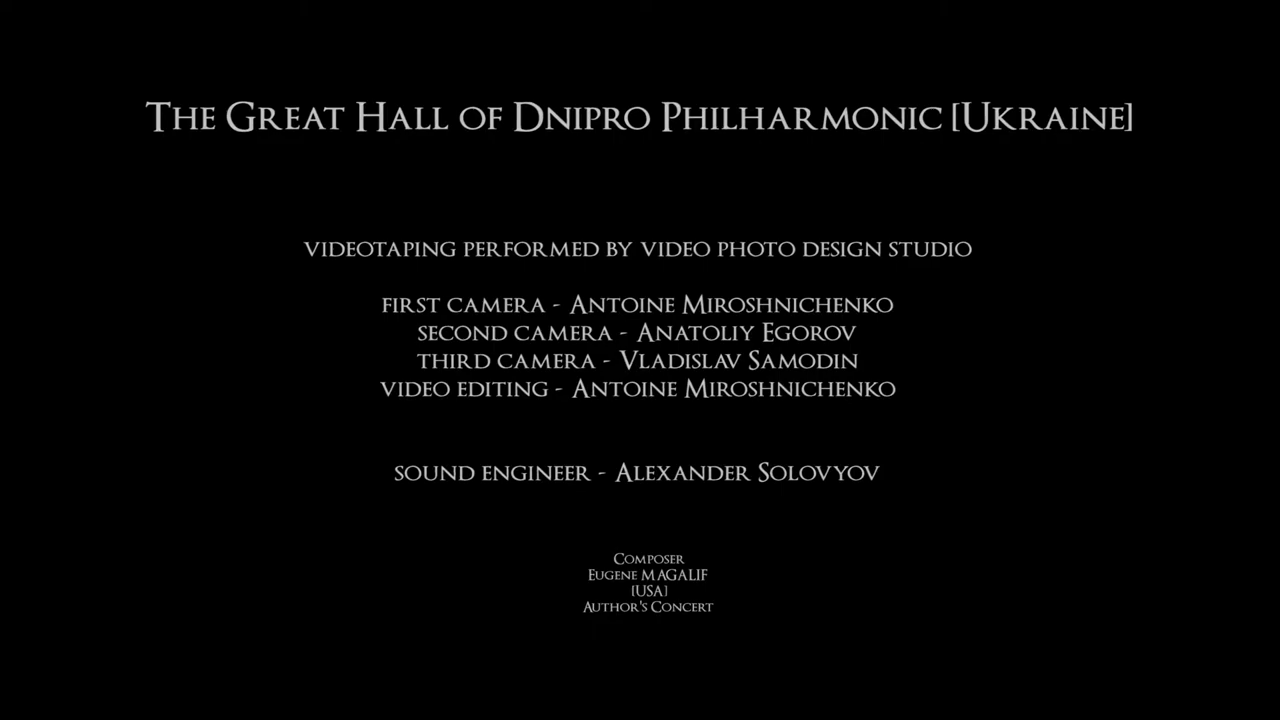 The Great Hall of Dnipro Philharmonic [Ukraine]
videotaping performed by video photo design studio
first camera - Antoine Miroshnichenko
second camera - Anatoliy Egorov
third camera - Vladislav Samodin
video editing - Antoine Miroshnichenko
sound engineer - Alexander Solovyov
Composer
Eugene MAGALIF
[USA]
Author's Concert